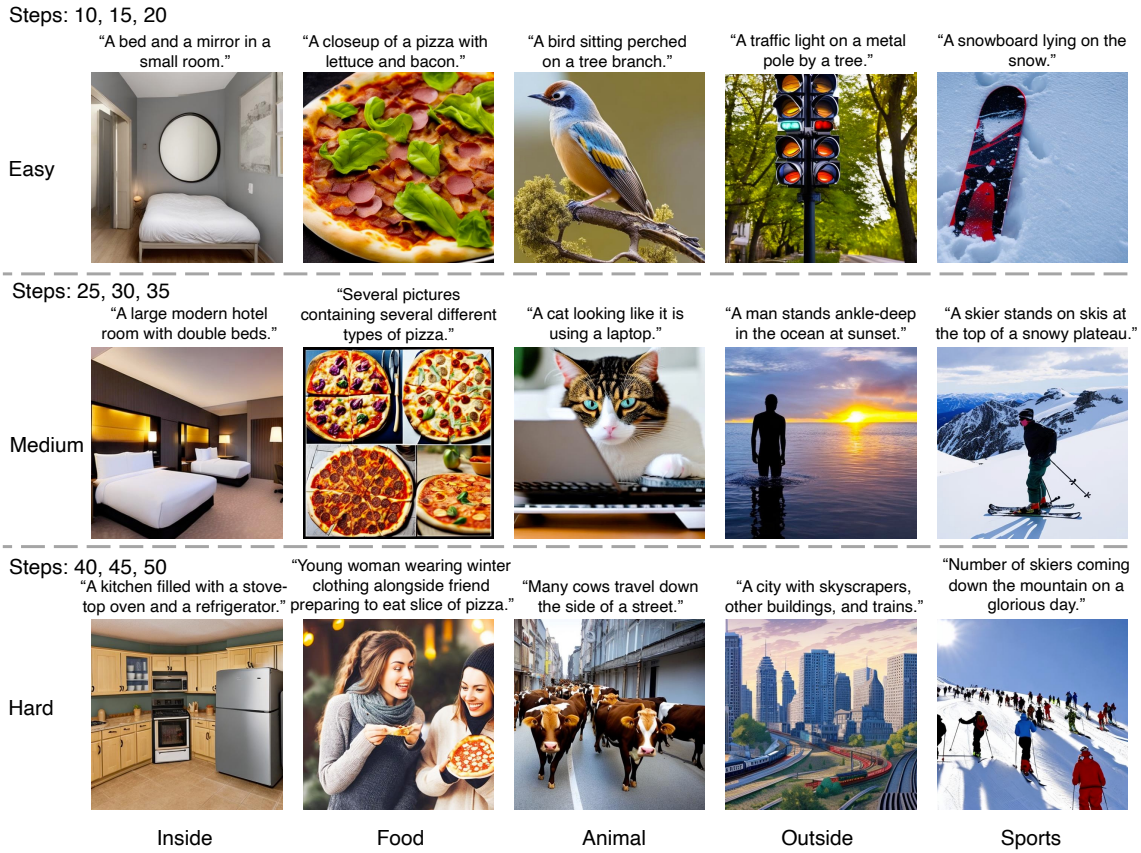 Steps: 10, 15, 20
“A bed and a mirror in a
small room.”
“A closeup of a pizza with
lettuce and bacon.”
“A bird sitting perched
on a tree branch.”
“A traffic light on a metal
pole by a tree.”
“A snowboard lying on the
snow.”
Easy
Steps: 25, 30, 35
“A large modern hotel
room with double beds.”
“Several pictures
containing several different
types of pizza.”
“A cat looking like it is
using a laptop.”
“A man stands ankle-deep
in the ocean at sunset.”
“A skier stands on skis at
the top of a snowy plateau.”
Medium
Steps: 40, 45, 50
“A kitchen filled with a stove-
top oven and a refrigerator.”
“Young woman wearing winter
clothing alongside friend
preparing to eat slice of pizza.”
“Many cows travel down
the side of a street.”
“A city with skyscrapers,
other buildings, and trains.”
“Number of skiers coming
down the mountain on a
glorious day.”
Hard
Inside
Food
Animal
Outside
Sports